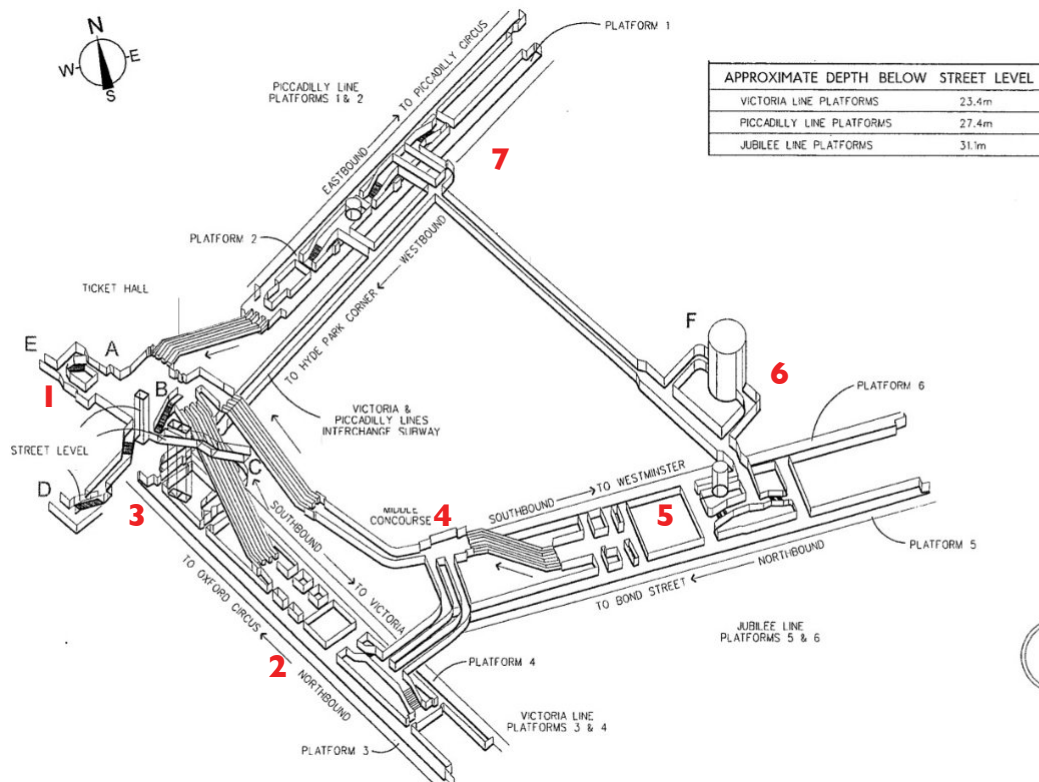 N
W
E
S
PLATFORM 1
PICCADILLY LINE
PLATFORMS 1 & 2
EASTBOUND
TO PICCADILLY CIRCUS
APPROXIMATE DEPTH BELOW STREET LEVEL
VICTORIA LINE PLATFORMS 23.4m
PICCADILLY LINE PLATFORMS 27.4m
JUBILEE LINE PLATFORMS 31.1m
7
PLATFORM 2
TO HYDE PARK CORNER
WESTBOUND
TICKET HALL
E
A
F
1
B
6
PLATFORM 6
VICTORIA &
PICCADILLY LINES
INTERCHANGE SUBWAY
STREET LEVEL
C
D
3
MIDDLE
CONCOURSE
4
SOUTHBOUND
TO WESTMINSTER
5
PLATFORM 5
SOUTHBOUND
TO VICTORIA
TO BOND STREET
NORTHBOUND
TO OXFORD CIRCUS
NORTHBOUND
2
JUBILEE LINE
PLATFORMS 5 & 6
PLATFORM 4
VICTORIA LINE
PLATFORMS 3 & 4
PLATFORM 3